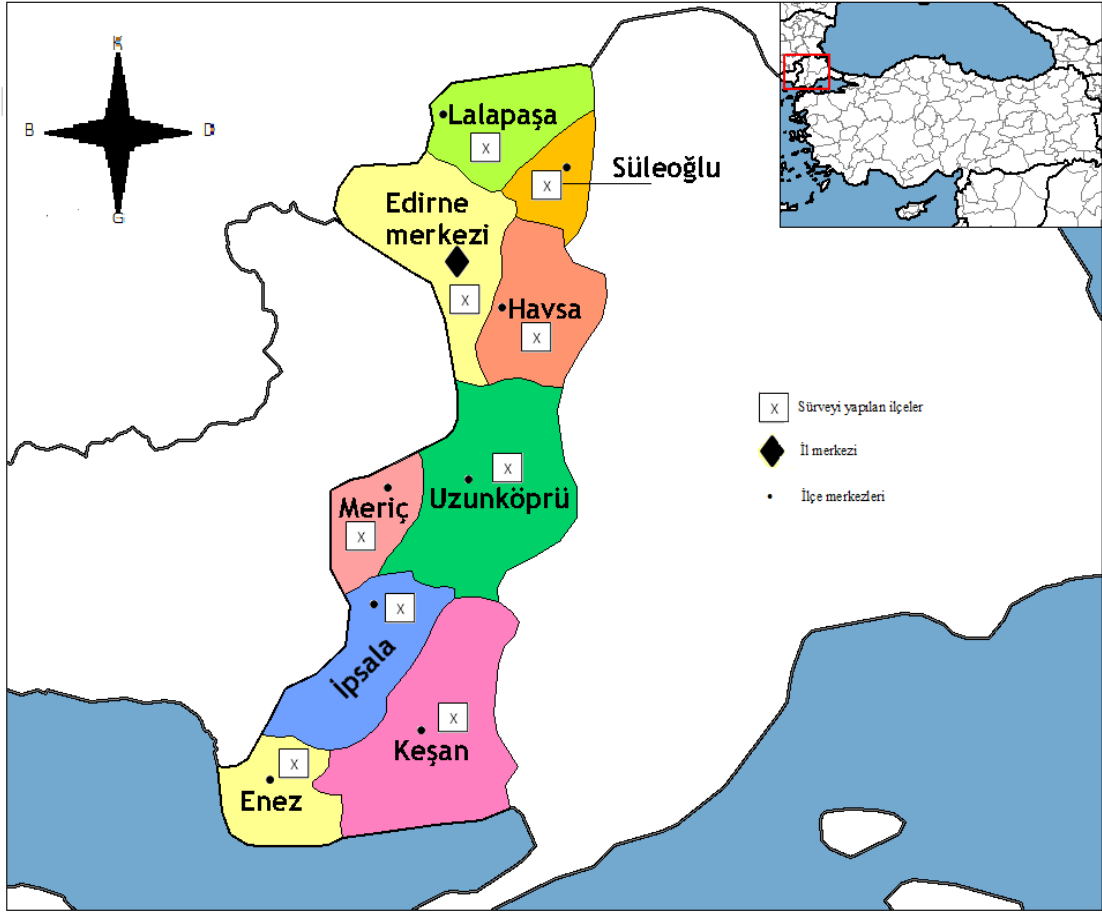 K
B
D
G
Lalapaşa
x
Süleoğlu
x
Edirne
merkezi
x
Havsa
x
x
Sürveyi yapılan ilçeler
İl merkezi
İlçe merkezleri
x
Uzunköprü
Meriç
x
x
İpsala
x
Keşan
x
Enez